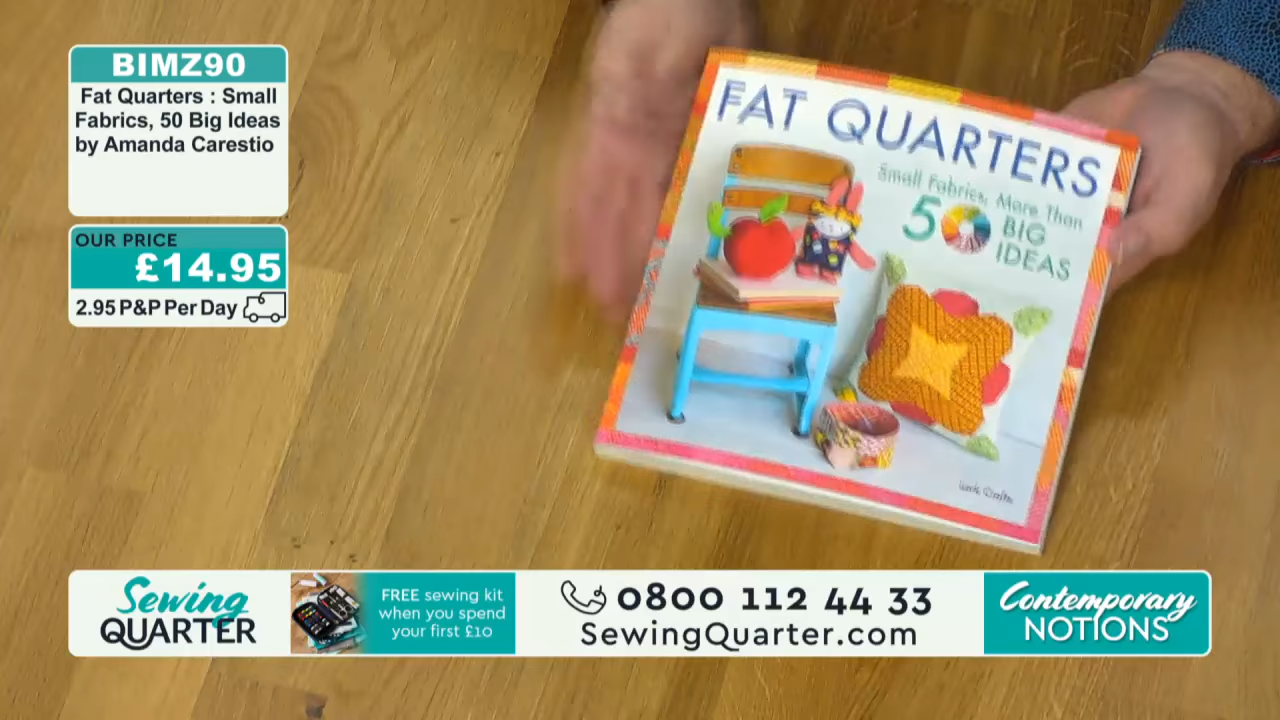 BIMZ90
Fat Quarters : Small
Fabrics, 50 Big Ideas
by Amanda Carestio
OUR PRICE
£14.95
2.95 P&P Per Day
FAT QUARTERS
Small Fabrics, More Than
50 BIG
IDEAS
Sewing
QUARTER
FREE sewing kit
when you spend
your first £10
0800 112 44 33
SewingQuarter.com
Contemporary
NOTIONS